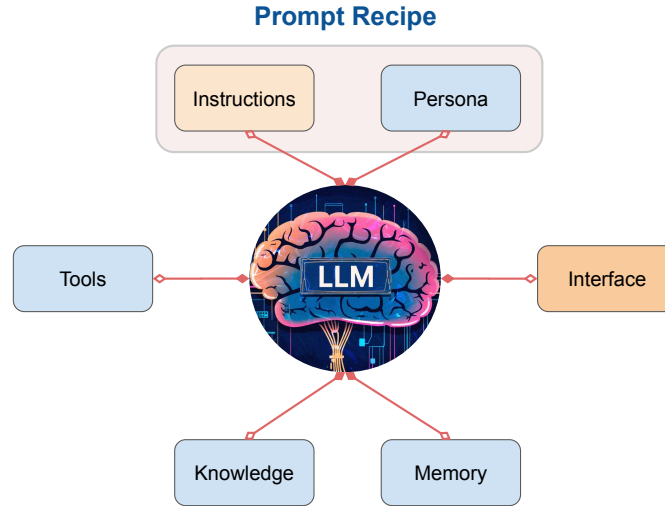 Prompt Recipe
Instructions
Persona
Tools
LLM
Interface
Knowledge
Memory